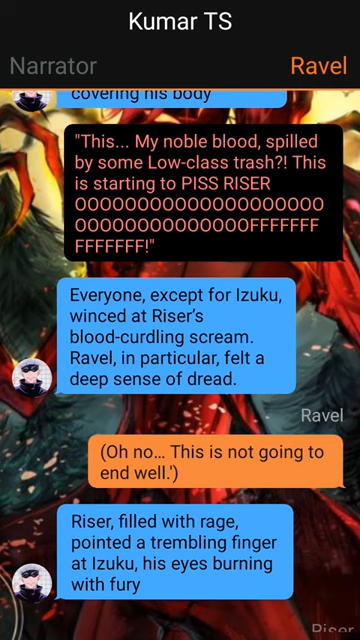 Kumar TS
Narrator
Ravel
covering his body
"This... My noble blood, spilled
by some Low-class trash?! This
is starting to PISS RISER
OOOOOOOOOOOOOOOOOOOO
OOOOOOOOOOOOOOFFFFFFF
FFFFFFF!"
Everyone, except for Izuku,
winced at Riser’s
blood-curdling scream.
Ravel, in particular, felt a
deep sense of dread.
Ravel
(Oh no… This is not going to
end well.')
Riser, filled with rage,
pointed a trembling finger
at Izuku, his eyes burning
with fury
Riser